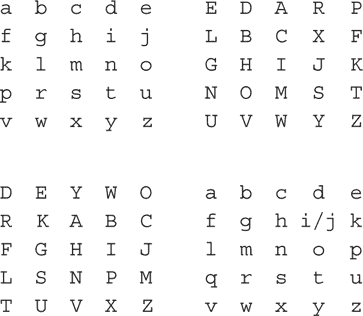 a b c d e E D A R P
f g h i j L B C X F
k l m n o G H I J K
p r s t u N O M S T
v w x y z U V W Y Z
D E Y W O a b c d e
R K A B C f g h i/j k
F G H I J l m n o p
L S N P M q r s t u
T U V X Z v w x y z